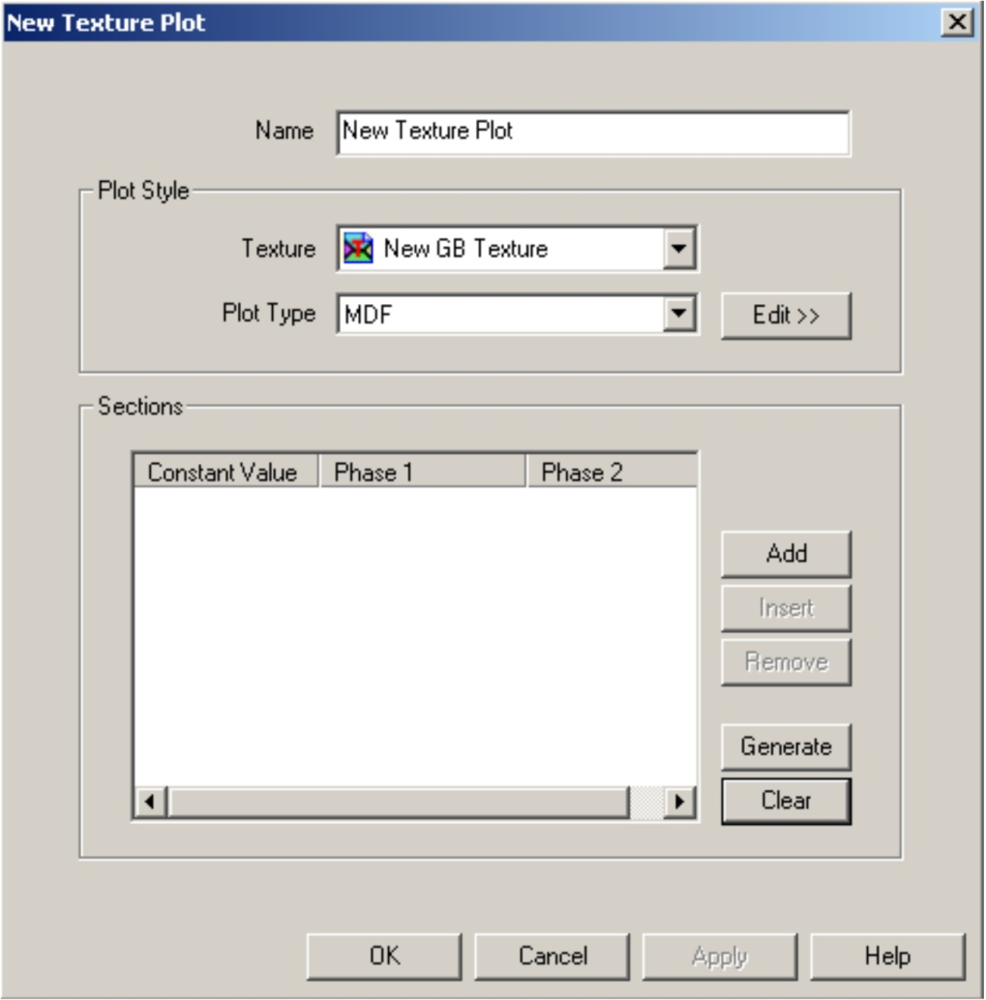 New Texture Plot
Name New Texture Plot
Plot Style
Texture New GB Texture
Plot Type MDF Edit >>
Sections
Constant Value Phase 1 Phase 2
Add
Insert
Remove
Generate
Clear
OK Cancel Apply Help